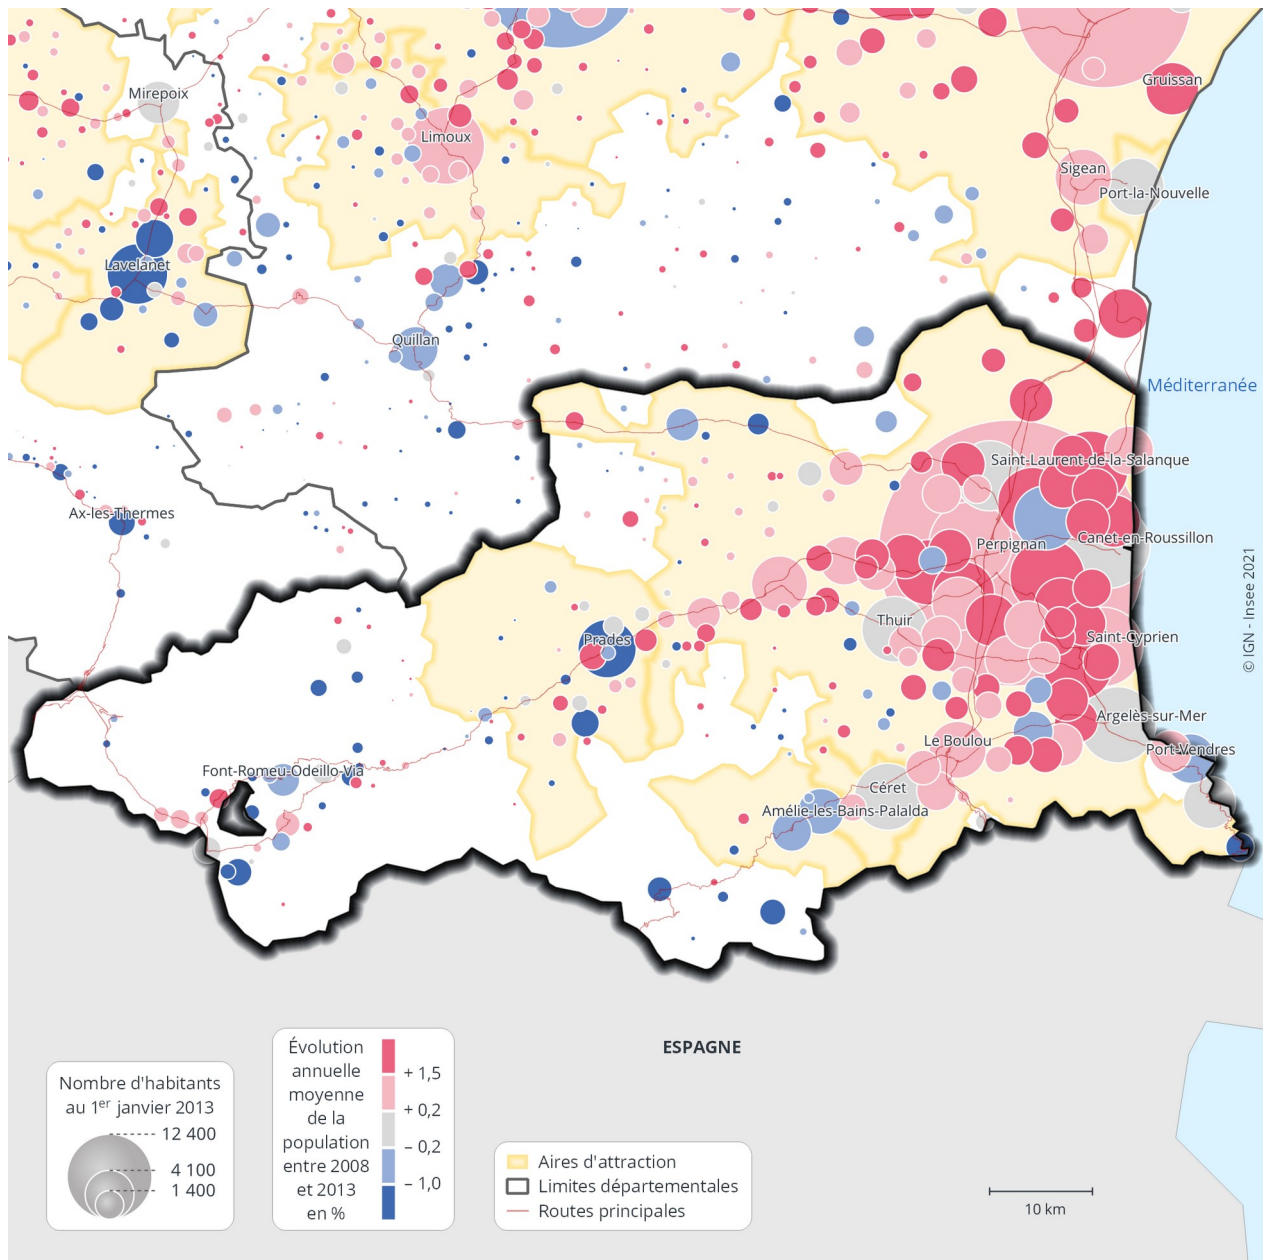 Gruissan
Mirepoix
Limoux
Sigean
Port-la-Nouvelle
Lavelanet
Quillan
Méditerranée
Saint-Laurent-de-la-Salanque
Ax-les-Thermes
Canet-en-Roussillon
Perpignan
Thuir
Prades
Saint-Cyprien
Argelès-sur-Mer
Le Boulou
Port-Vendres
Font-Romeu-Odeillo-Via
Céret
Amélie-les-Bains-Palalda
© IGN - Insee 2021
ESPAGNE
Nombre d'habitants
au 1er janvier 2013
12 400
4 100
1 400
Évolution
annuelle
moyenne
de la
population
entre 2008
et 2013
en %
+ 1,5
+ 0,2
– 0,2
– 1,0
Aires d'attraction
Limites départementales
Routes principales
10 km